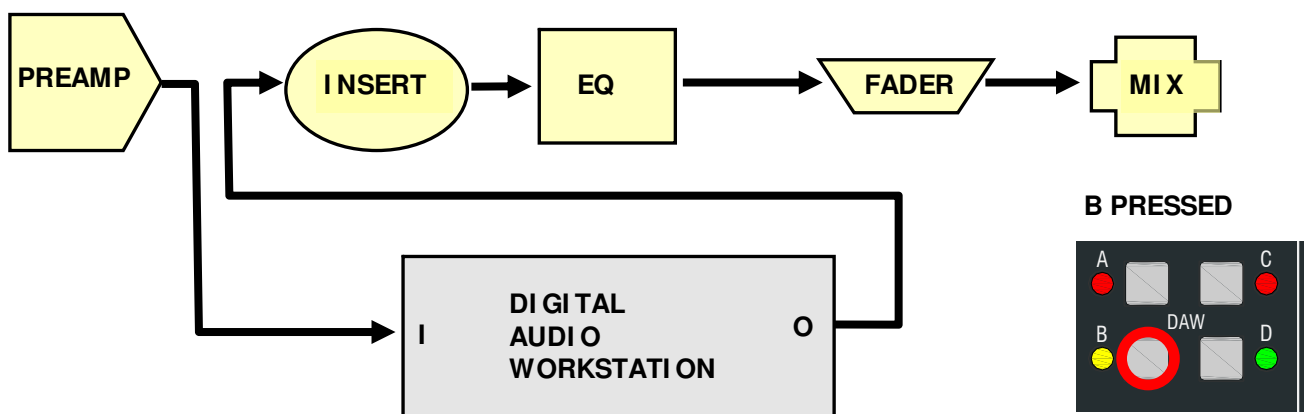 PREAMP
INSERT
EQ
FADER
MIX
B PRESSED
A
C
DAW
B
D
I
DIGITAL
AUDIO
WORKSTATION
O